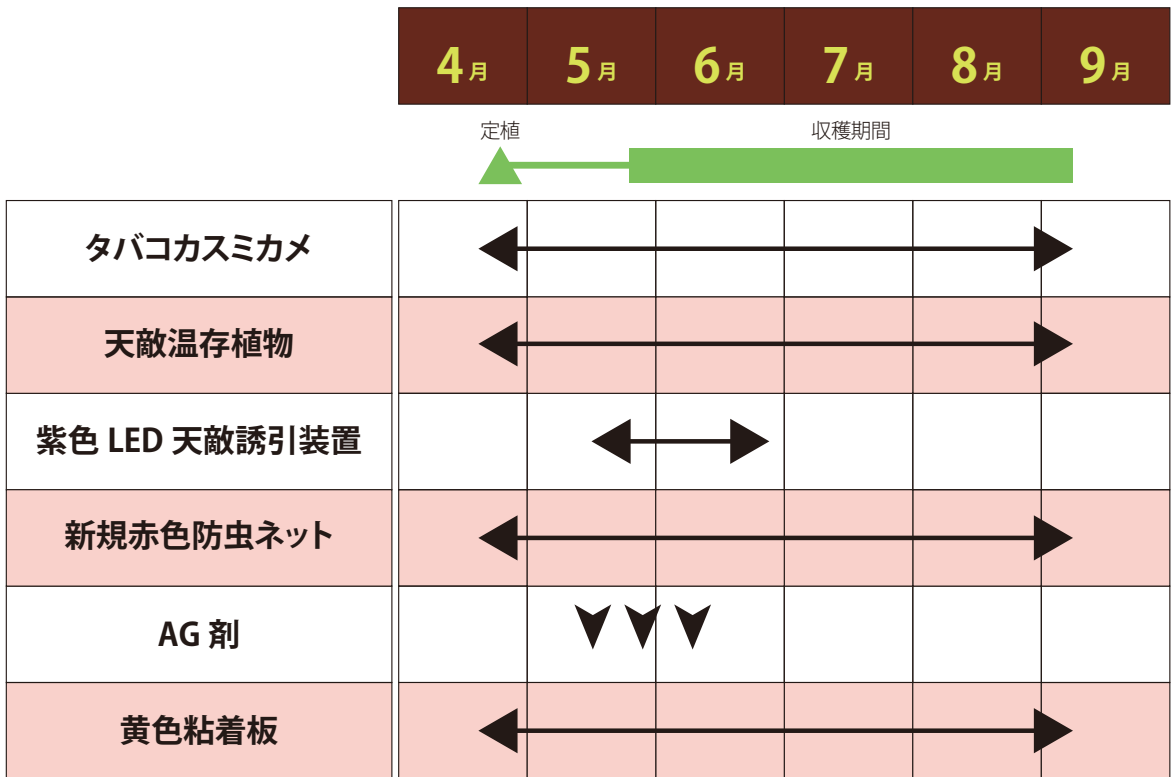 4月 5月 6月 7月 8月 9月
定植 収穫期間
タバコカスミカメ
天敵温存植物
紫色 LED 天敵誘引装置
新規赤色防虫ネット
AG 剤
黄色粘着板